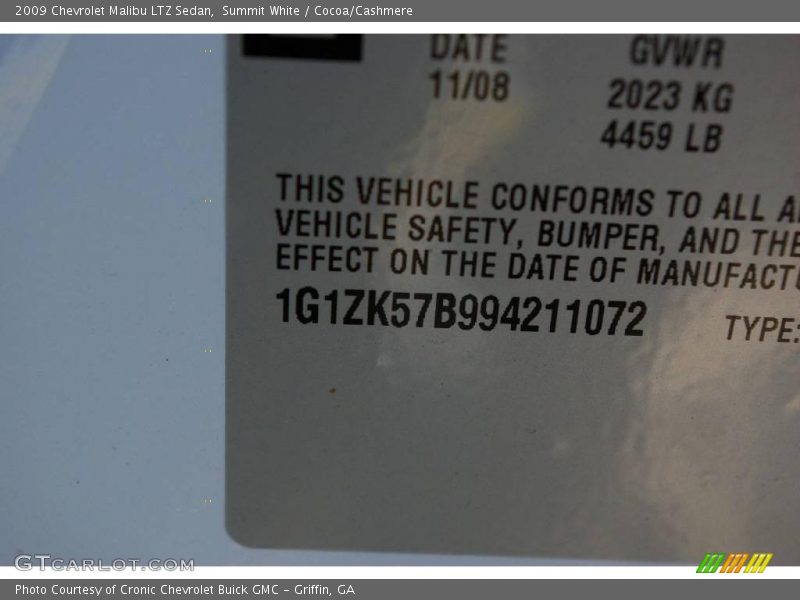 2009 Chevrolet Malibu LTZ Sedan,  Summit White / Cocoa/Cashmere
DATE GVWR
11/08 2023 KG
4459 LB
THIS VEHICLE CONFORMS TO ALL
VEHICLE SAFETY, BUMPER, AND THE
EFFECT ON THE DATE OF MANUFACT
1G1ZK57B994211072 TYPE:
GTCARLOT.COM
Photo Courtesy of Cronic Chevrolet Buick GMC - Griffin, GA